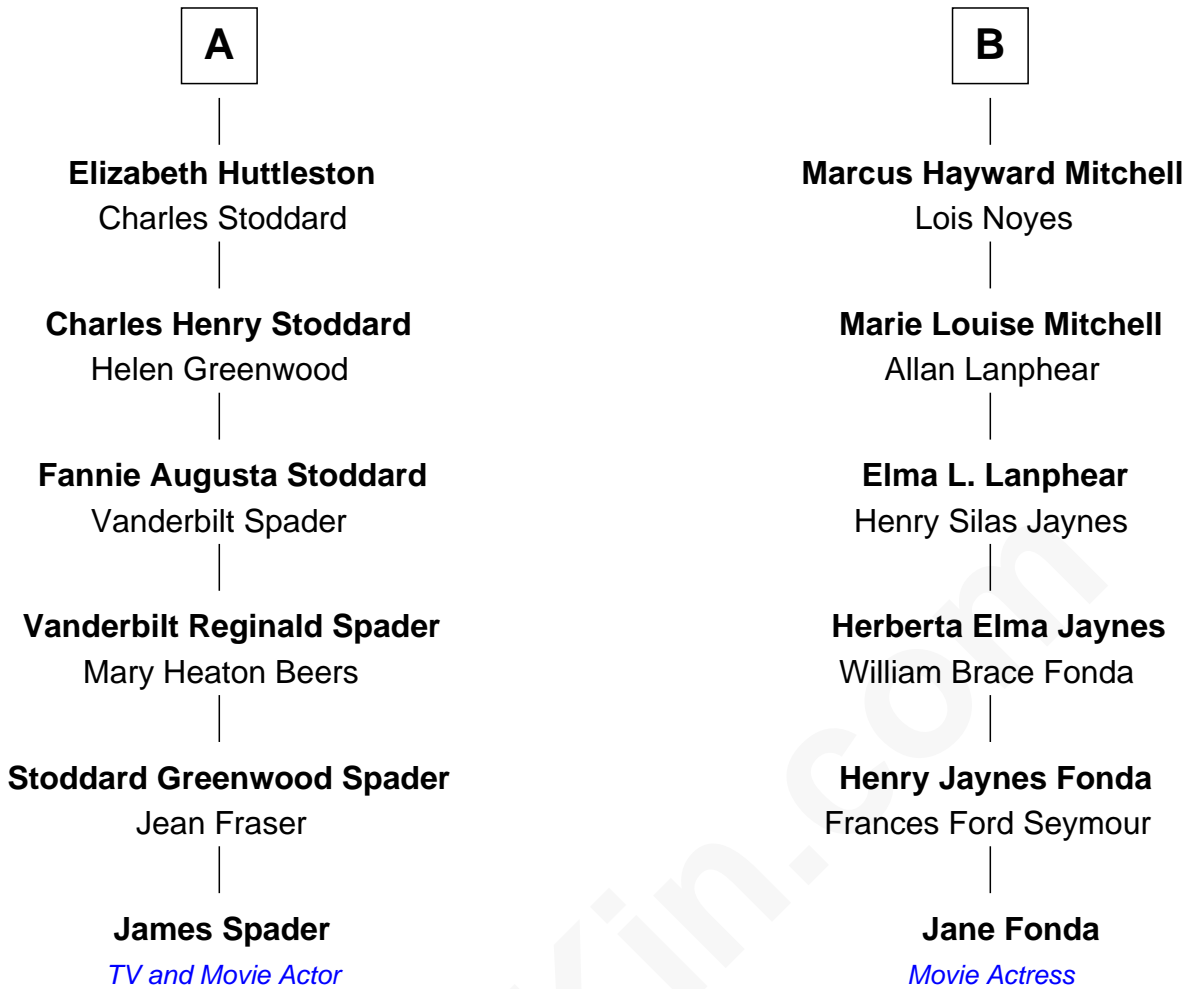 A
Elizabeth Huttleston
Charles Stoddard
Charles Henry Stoddard
Helen Greenwood
Fannie Augusta Stoddard
Vanderbilt Spader
Vanderbilt Reginald Spader
Mary Heaton Beers
Stoddard Greenwood Spader
Jean Fraser
James Spader
TV and Movie Actor
B
Marcus Hayward Mitchell
Lois Noyes
Marie Louise Mitchell
Allan Lanphear
Elma L. Lanphear
Henry Silas Jaynes
Herberta Elma Jaynes
William Brace Fonda
Henry Jaynes Fonda
Frances Ford Seymour
Jane Fonda
Movie Actress
Kin.com